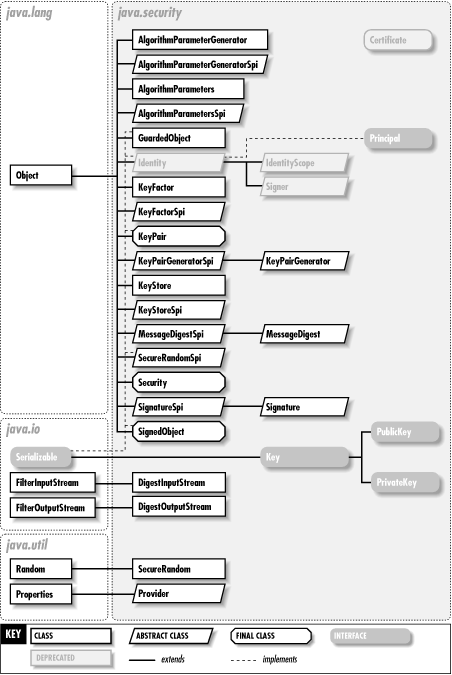 java.lang
java.security
AlgorithmParameterGenerator
Certificate
AlgorithmParameterGeneratorSpi
AlgorithmParameters
AlgorithmParametersSpi
GuardedObject
Principal
Identity
IdentityScope
Object
KeyFactor
Signer
KeyFactorSpi
KeyPair
KeyPairGeneratorSpi
KeyPairGenerator
KeyStore
KeyStoreSpi
MessageDigestSpi
MessageDigest
SecureRandomSpi
Security
SignatureSpi
Signature
java.io
SignedObject
PublicKey
Serializable
Key
FilterInputStream
DigestInputStream
PrivateKey
FilterOutputStream
DigestOutputStream
java.util
Random
SecureRandom
Properties
Provider
KEY
CLASS
ABSTRACT CLASS
FINAL CLASS
INTERFACE
DEPRECATED
extends
implements